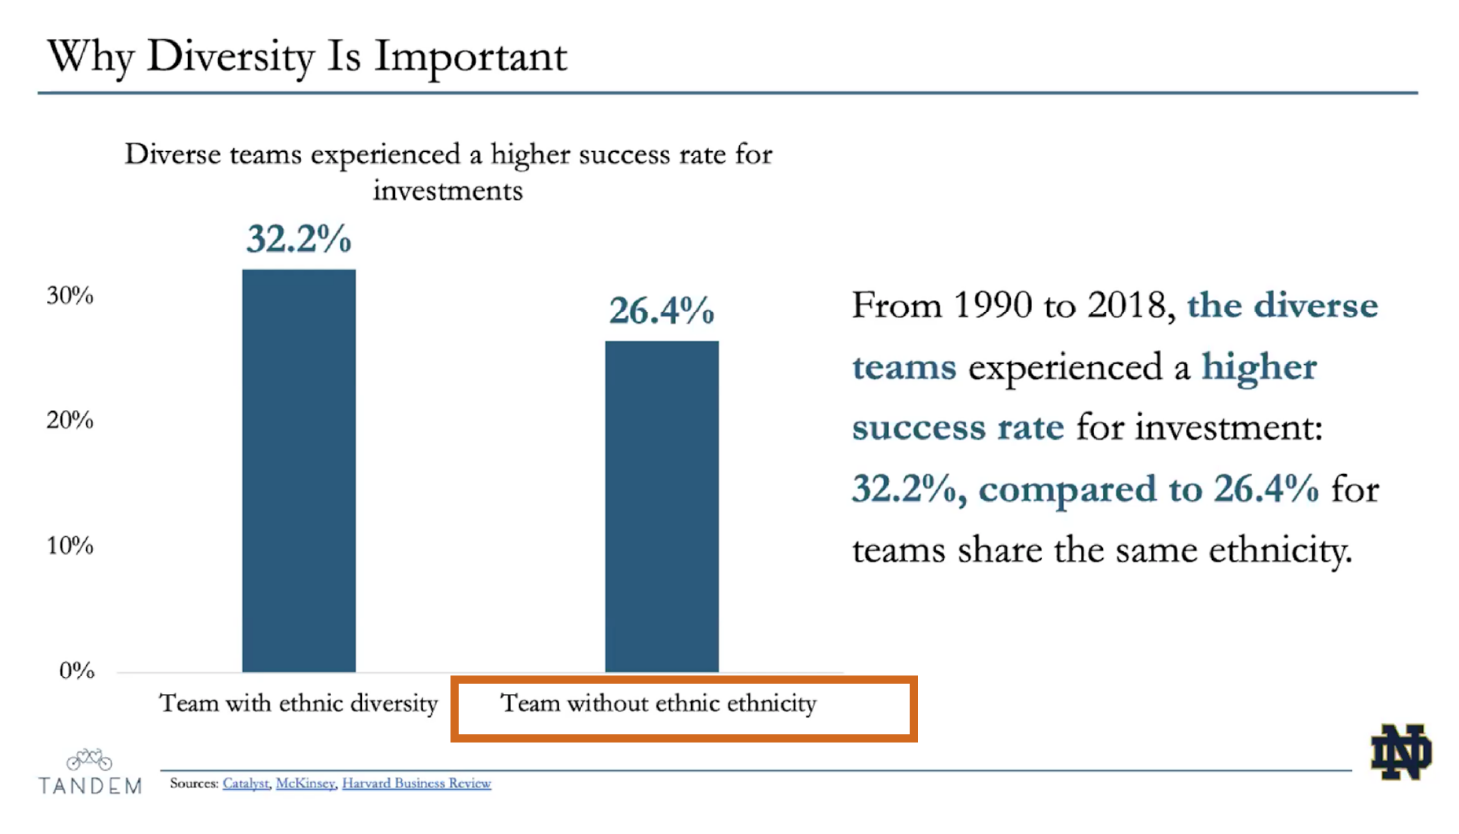 Why Diversity Is Important
Diverse teams experienced a higher success rate for
investments
32.2%
26.4%
30%
20%
10%
0%
Team with ethnic diversity
Team without ethnic ethnicity
From 1990 to 2018, the diverse
teams experienced a higher
success rate for investment:
32.2%, compared to 26.4% for
teams share the same ethnicity.
TANDEM
Sources: Catalyst, McKinsey, Harvard Business Review
ND